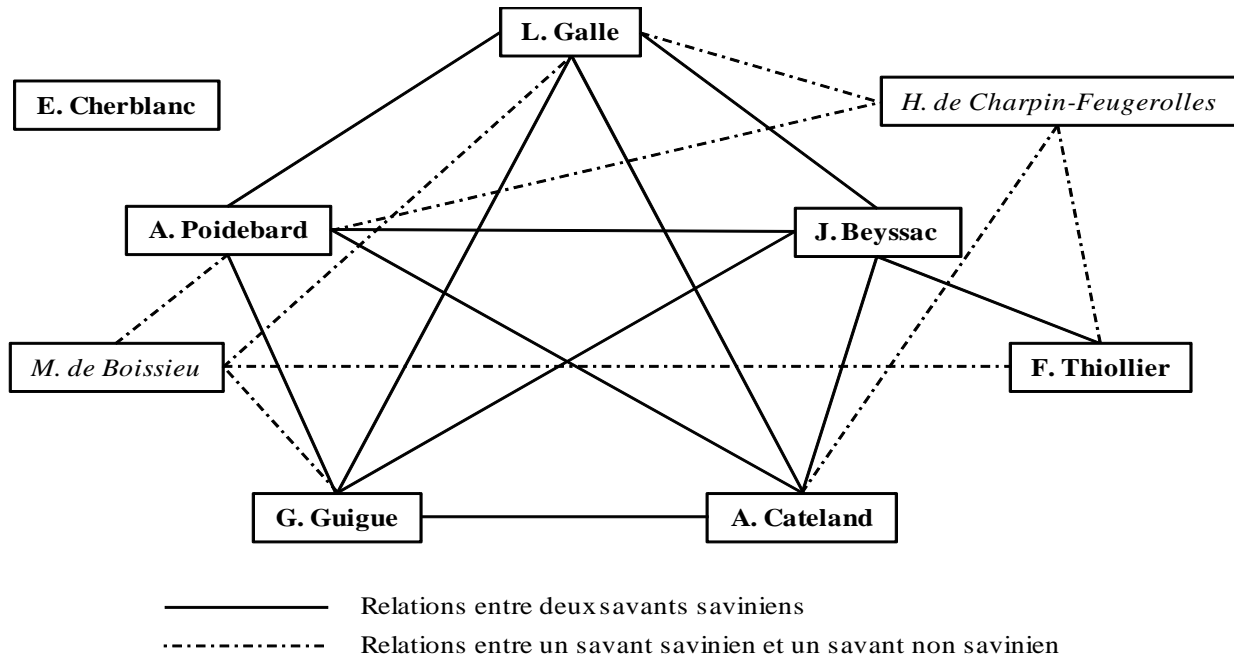 L. Galle
E. Cherblanc
H. de Charpin-Feugerolles
A. Poidebard
J. Beyssac
M. de Boissieu
F. Thiollier
G. Guigue
A. Cateland
Relations entre deux savants saviniens
Relations entre un savant savinien et un savant non savinien